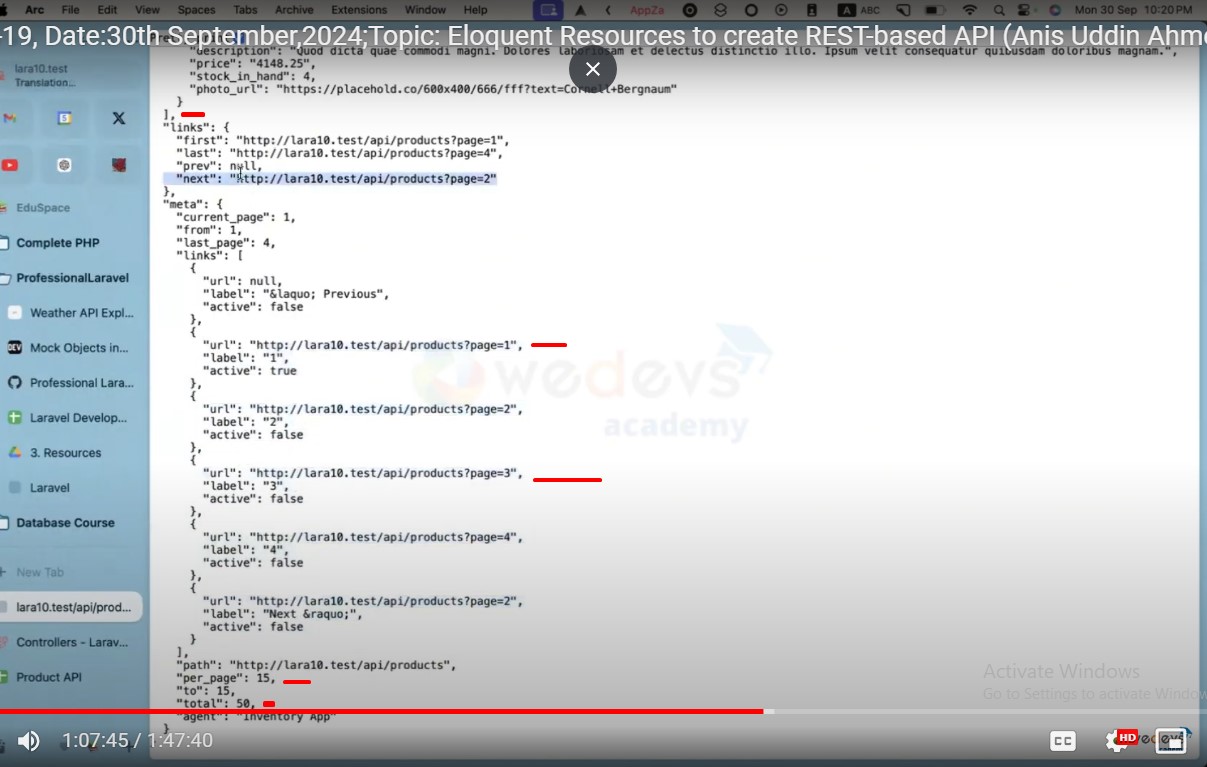 Arc File Edit View Spaces Tabs Archive Extensions Window Help AppZa A ABC Mon 30 Sep 10:20 PM
-19, Date:30th September,2024;Topic: Eloquent Resources to create REST-based API (Anis Uddin Ahm
"description": "Quod dicta quae commodi magni. Dolores laboriosam et delectus distinctio illo. Ipsum velit consequatur quibusdam doloribus magnam.",
"price": "4148.25",
"stock_in_hand": 4,
"photo_url": "https://placehold.co/600x400/666/fff?text=Cornell+Bergnaum"
}
],
"links": {
"first": "http://lara10.test/api/products?page=1",
"last": "http://lara10.test/api/products?page=4",
"prev": null,
"next": "http://lara10.test/api/products?page=2"
},
"meta": {
"current_page": 1,
"from": 1,
"last_page": 4,
"links": [
{
"url": null,
"label": "&laquo; Previous",
"active": false
},
{
"url": "http://lara10.test/api/products?page=1",
"label": "1",
"active": true
},
{
"url": "http://lara10.test/api/products?page=2",
"label": "2",
"active": false
},
{
"url": "http://lara10.test/api/products?page=3",
"label": "3",
"active": false
},
{
"url": "http://lara10.test/api/products?page=4",
"label": "4",
"active": false
},
{
"url": "http://lara10.test/api/products?page=2",
"label": "Next &raquo;",
"active": false
}
],
"path": "http://lara10.test/api/products",
"per_page": 15,
"to": 15,
"total": 50,
"agent": "Inventory App"
}
lara10.test
Translation...
EduSpace
Complete PHP
ProfessionalLaravel
Weather API Expl...
DEV Mock Objects in...
Professional Lara...
Laravel Develop...
3. Resources
Laravel
Database Course
+ New Tab
lara10.test/api/prod...
Controllers - Larav...
Product API
wedevs
academy
Activate Windows
Go to Settings to activate Window
1:07:45 / 1:47:40
CC
HD